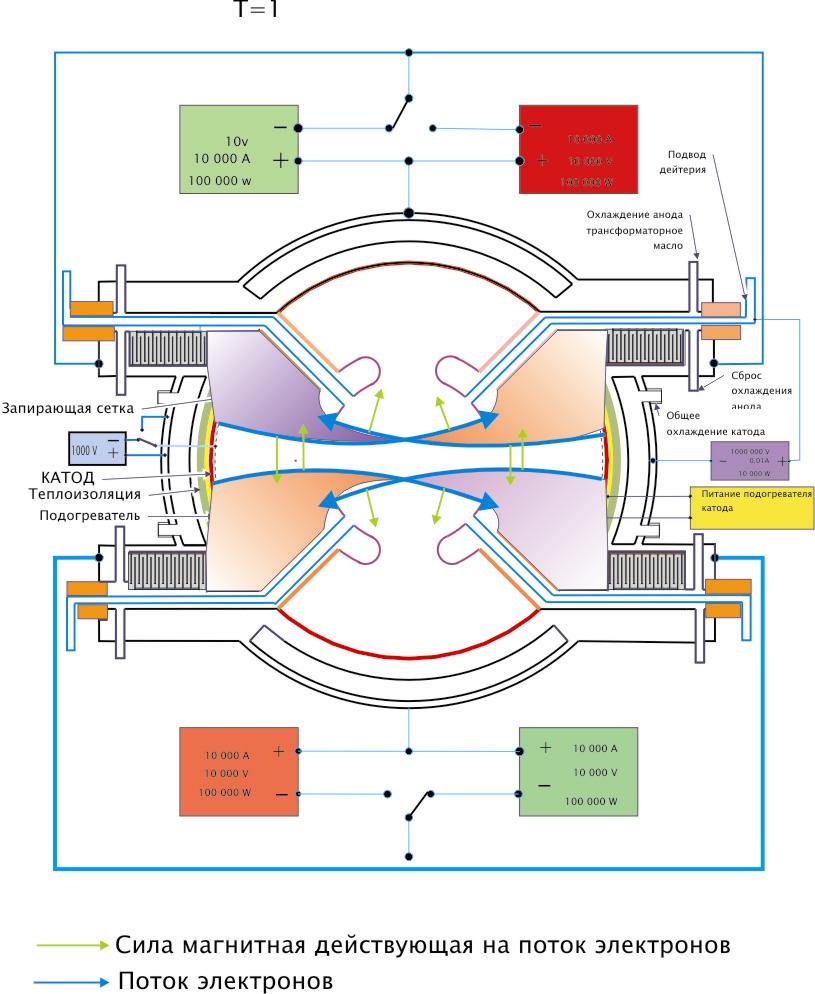 T=1
10v
10 000 A
100 000 w
−
+
−
+
10 000 A
10 000 V
100 000 W
Подвод
дейтерия
Охлаждение анода
трансформаторное
масло
Запирающая сетка
1000 V
−
+
КАТОД
Теплоизоляция
Подогреватель
Сброс
охлаждения
анода
Общее
охлаждение катода
1000 000 V
0,01A
10 000 W
−
+
Питание подогревателя
катода
10 000 A
10 000 V
100 000 W
+
−
+
−
10 000 A
10 000 V
100 000 W
Сила магнитная действующая на поток электронов
Поток электронов